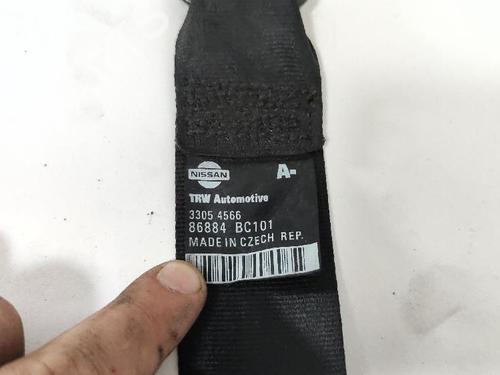 NISSAN A-
TRW Automotive
3305 4566
86884 BC101
MADE IN CZECH REP.